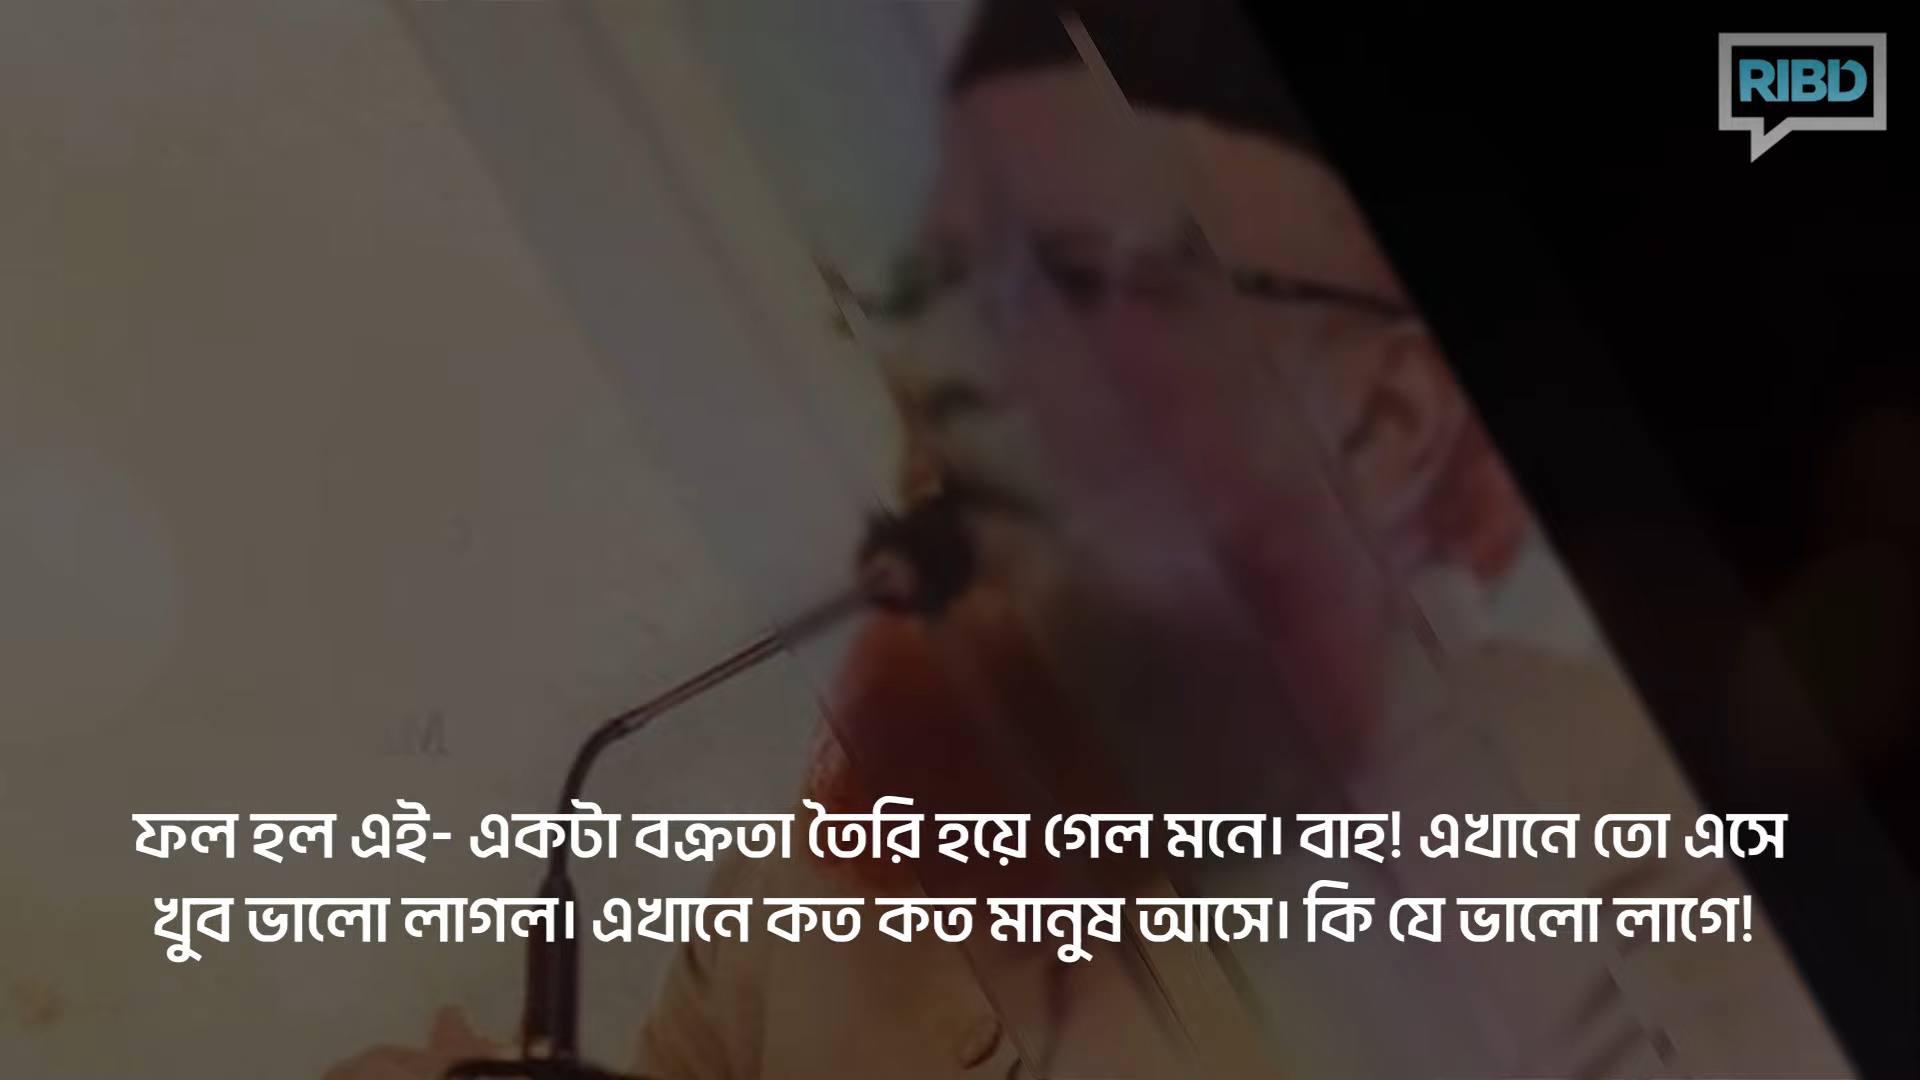 RIBD
ফল হল এই- একটা বক্রতা তৈরি হয়ে গেল মনে। বাহ! এখানে তো এসে
খুব ভালো লাগল। এখানে কত কত মানুষ আসে। কি যে ভালো লাগে!